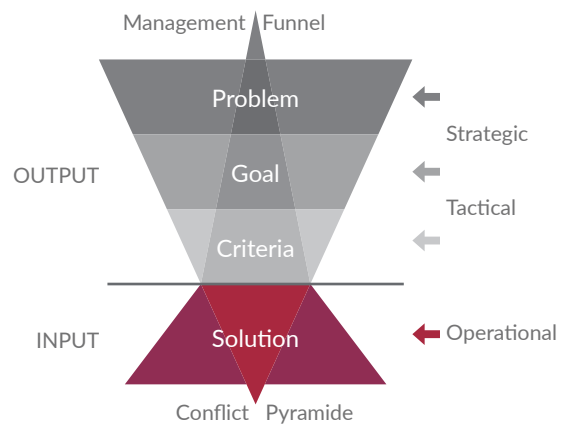 Management Funnel
Problem
Strategic
OUTPUT
Goal
Tactical
Criteria
INPUT
Solution
Operational
Conflict Pyramide